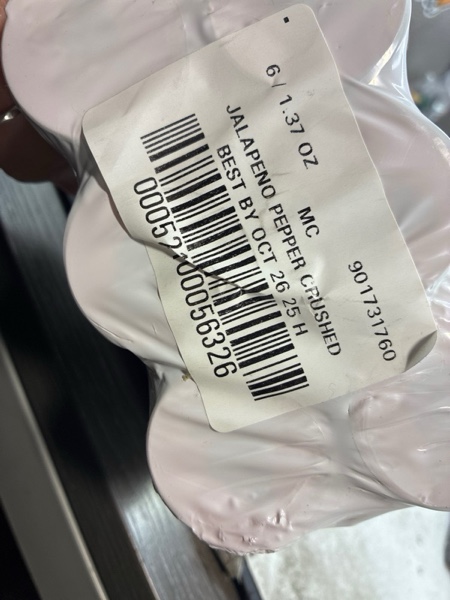 6 / 1.37 OZ MC 901731760
JALAPENO PEPPER CRUSHED
BEST BY OCT 26 25 H